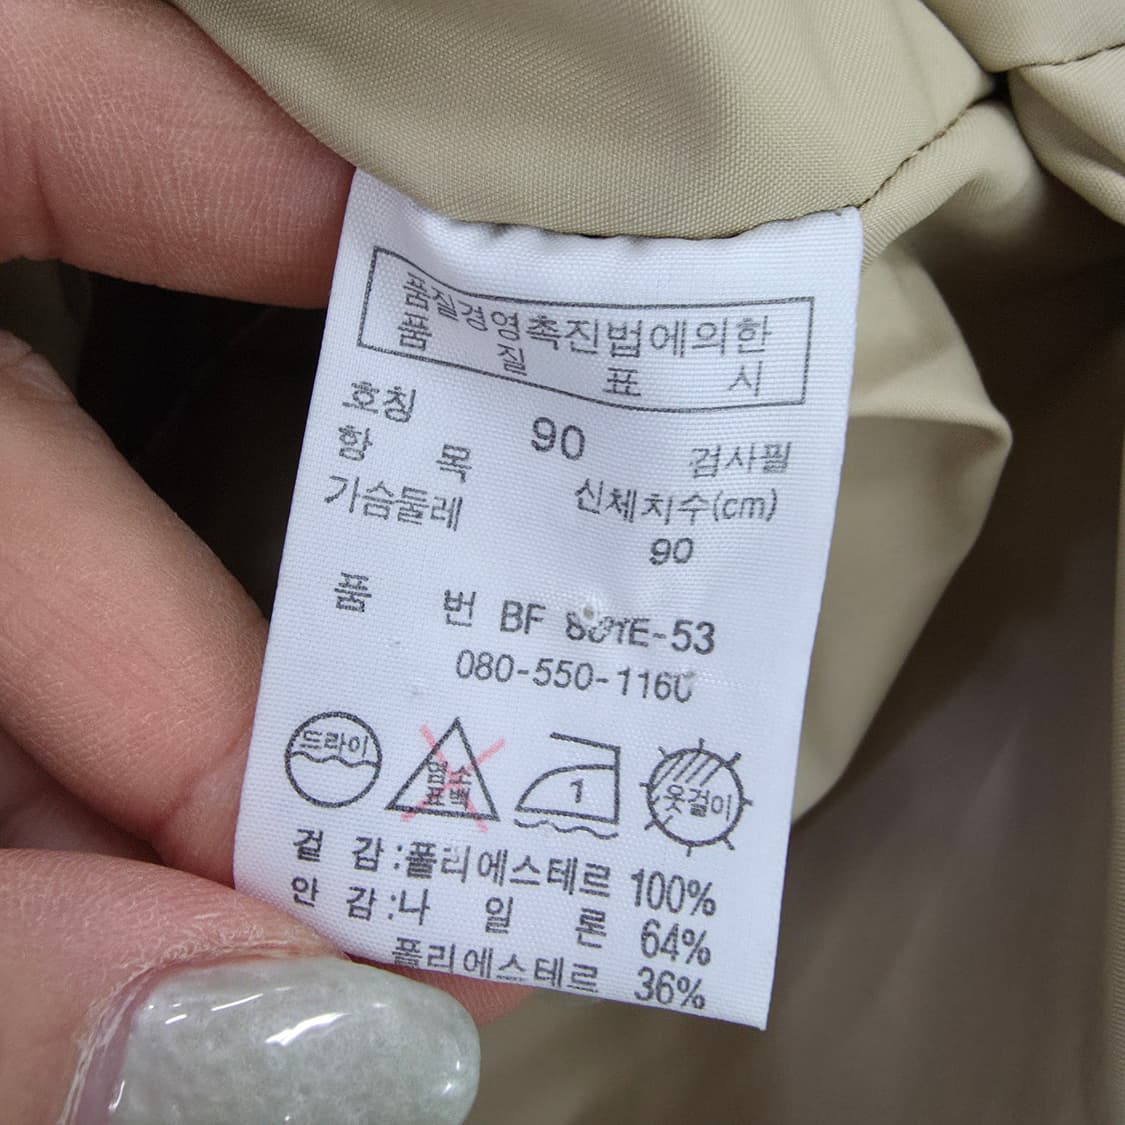 품질경영촉진법에의한
품 질 표 시
호칭 90
항 목 검사필
신체치수(cm)
가슴둘레
90
품 번 BF E-53
080-550-1160
드라이
염소
표백
1
옷걸이
겉 감:폴리에스테르 100%
안 감:나 일 론 64%
폴리에스테르 36%